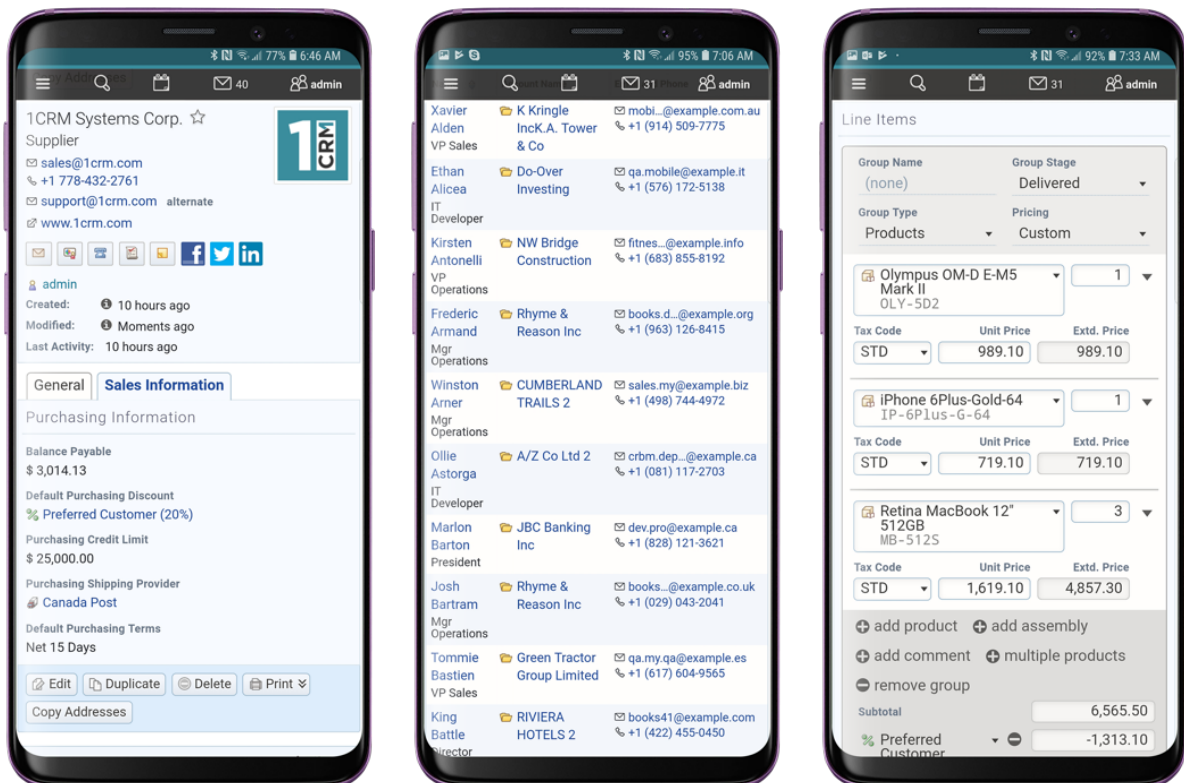 77% 6:46 AM
40 admin
1CRM Systems Corp.
Supplier
sales@1crm.com
+1 778-432-2761
support@1crm.com alternate
www.1crm.com
1CRM
admin
Created: 10 hours ago
Modified: Moments ago
Last Activity: 10 hours ago
General Sales Information
Purchasing Information
Balance Payable
$ 3,014.13
Default Purchasing Discount
Preferred Customer (20%)
Purchasing Credit Limit
$ 25,000.00
Purchasing Shipping Provider
Canada Post
Default Purchasing Terms
Net 15 Days
Edit Duplicate Delete Print
Copy Addresses
95% 7:06 AM
31 admin
Xavier K Kringle mobi...@example.com.au
Alden IncK.A. Tower +1 (914) 509-7775
VP Sales & Co
Ethan Do-Over qa.mobile@example.it
Alicea Investing +1 (576) 172-5138
IT
Developer
Kirsten NW Bridge fitnes...@example.info
Antonelli Construction +1 (683) 855-8192
VP
Operations
Frederic Rhyme & books.d...@example.org
Armand Reason Inc +1 (963) 126-8415
Mgr
Operations
Winston CUMBERLAND sales.my@example.biz
Arner TRAILS 2 +1 (498) 744-4972
Mgr
Operations
Ollie A/Z Co Ltd 2 crbm.dep...@example.ca
Astorga +1 (081) 117-2703
IT
Developer
Marlon JBC Banking dev.pro@example.ca
Barton Inc +1 (828) 121-3621
President
Josh Rhyme & books...@example.co.uk
Bartram Reason Inc +1 (029) 043-2041
Mgr
Operations
Tommie Green Tractor qa.my.qa@example.es
Bastien Group Limited +1 (617) 604-9565
VP Sales
King RIVIERA books41@example.com
Battle HOTELS 2 +1 (422) 455-0450
Director
92% 7:33 AM
31 admin
Line Items
Group Name Group Stage
(none) Delivered
Group Type Pricing
Products Custom
Olympus OM-D E-M5 1
Mark II
OLY-5D2
Tax Code Unit Price Extd. Price
STD 989.10 989.10
iPhone 6Plus-Gold-64 1
IP-6Plus-G-64
Tax Code Unit Price Extd. Price
STD 719.10 719.10
Retina MacBook 12" 3
512GB
MB-512S
Tax Code Unit Price Extd. Price
STD 1,619.10 4,857.30
add product add assembly
add comment multiple products
remove group
Subtotal 6,565.50
Preferred -1,313.10
Customer